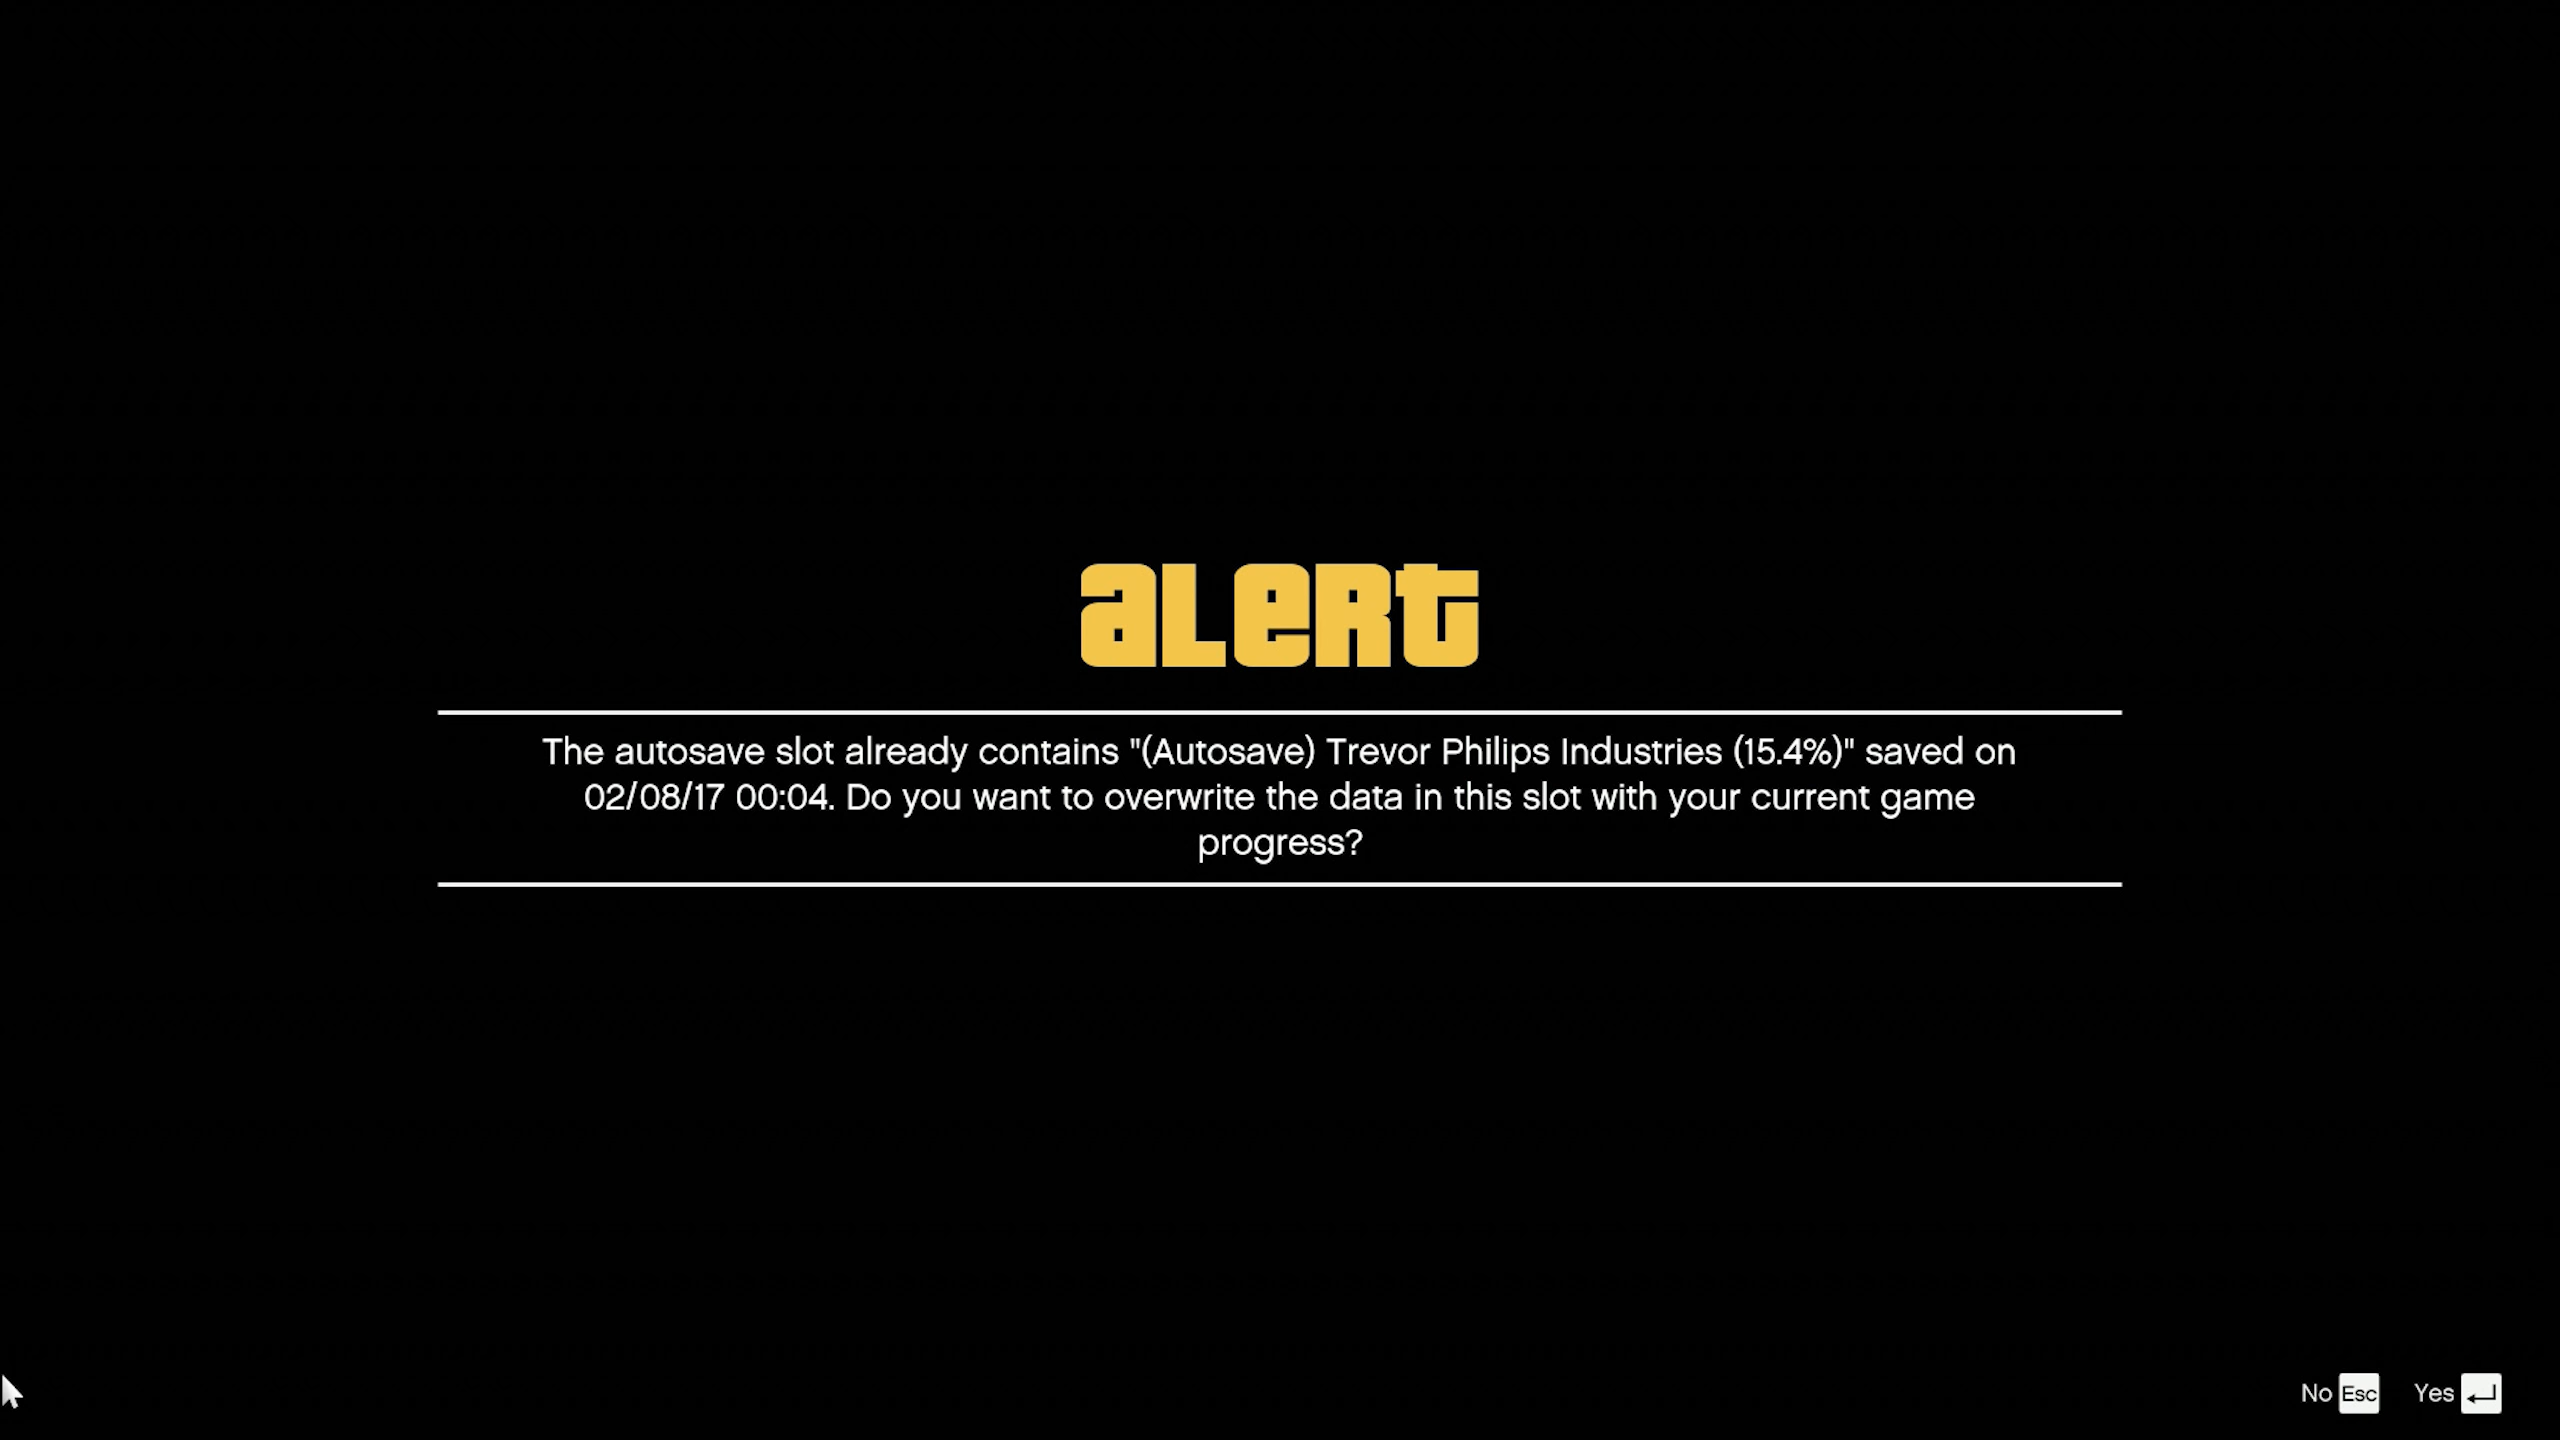 aLeRt
The autosave slot already contains "(Autosave) Trevor Philips Industries (15.4%)" saved on
02/08/17 00:04. Do you want to overwrite the data in this slot with your current game
progress?
No Esc Yes